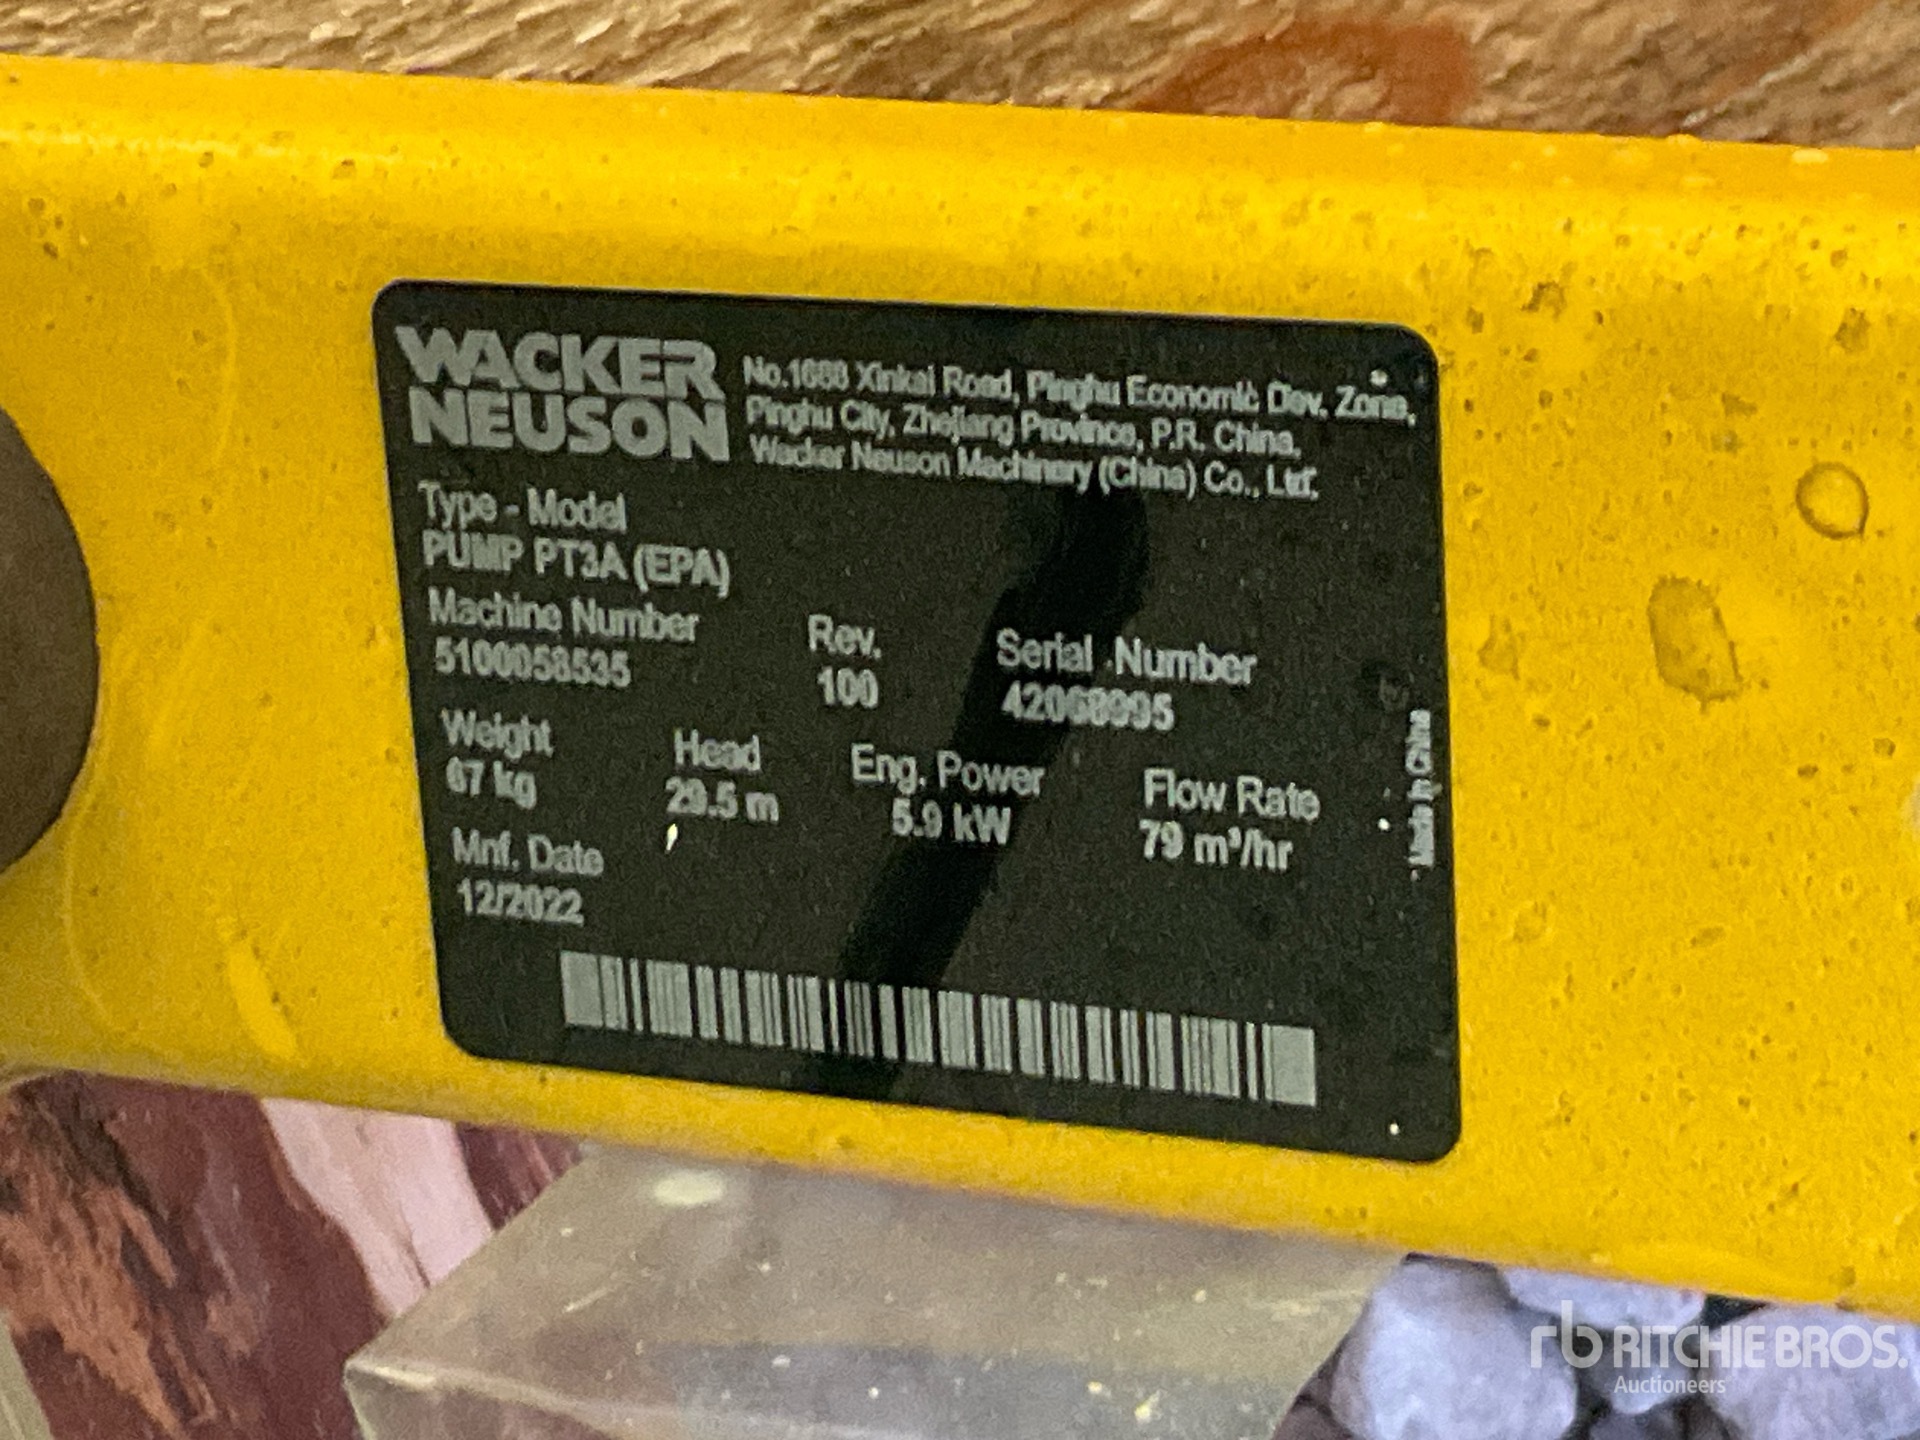 WACKER
NEUSON
No.1688 Xinkai Road, Pinghu Economic Dev. Zone,
Pinghu City, Zhejiang Province, P.R. China.
Wacker Neuson Machinery (China) Co., Ltd.
Type - Model
PUMP PT3A (EPA)
Machine Number Rev. Serial Number
5100058535 100 42068995
Weight Head Eng. Power Flow Rate
67 kg 29.5 m 5.9 kW 79 m³/hr
Mnf. Date
12/2022
Made in China
rb RITCHIE BROS.
Auctioneers